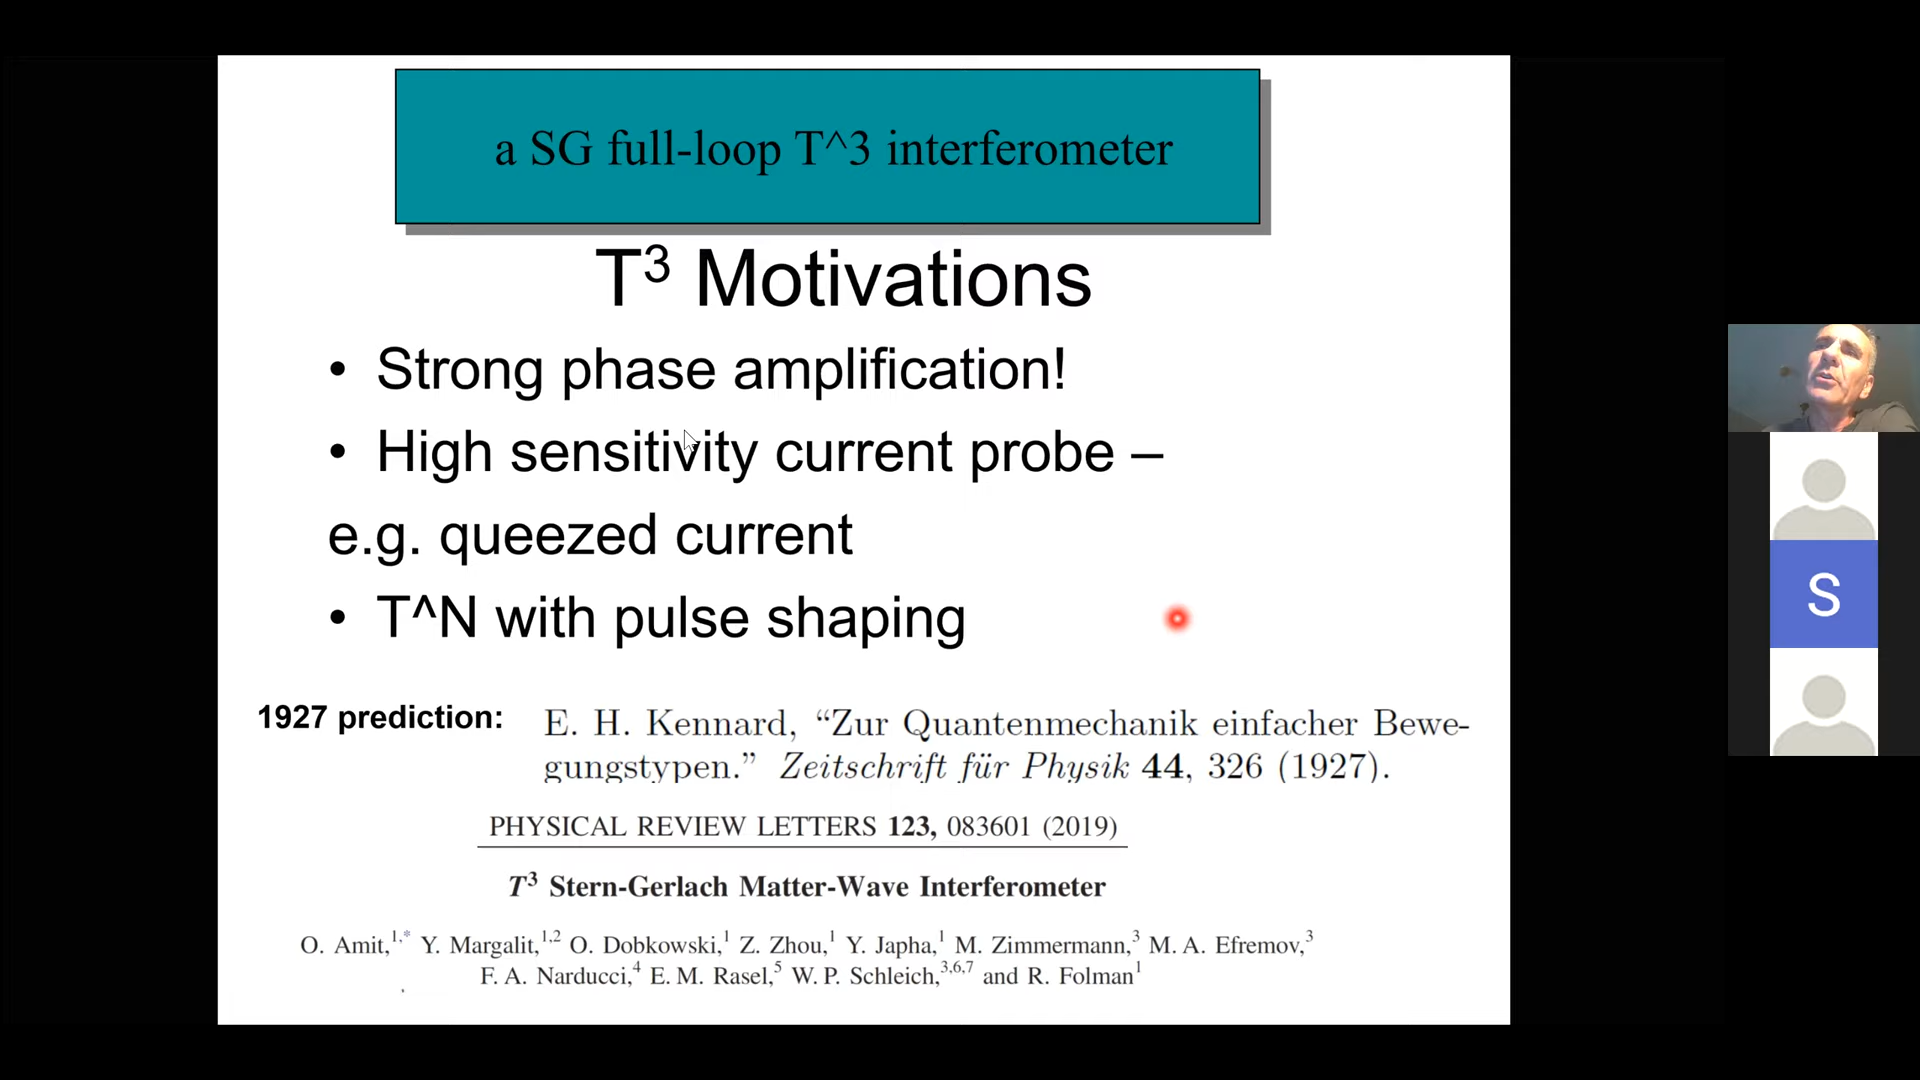 a SG full-loop T^3 interferometer
T³ Motivations
• Strong phase amplification!
• High sensitivity current probe –
e.g. queezed current
• T^N with pulse shaping
1927 prediction: E. H. Kennard, “Zur Quantenmechanik einfacher Bewe-
gungstypen.” Zeitschrift für Physik 44, 326 (1927).
PHYSICAL REVIEW LETTERS 123, 083601 (2019)
T³ Stern-Gerlach Matter-Wave Interferometer
O. Amit,¹,* Y. Margalit,¹,² O. Dobkowski,¹ Z. Zhou,¹ Y. Japha,¹ M. Zimmermann,³ M. A. Efremov,³
F. A. Narducci,⁴ E. M. Rasel,⁵ W. P. Schleich,³,⁶,⁷ and R. Folman¹
S